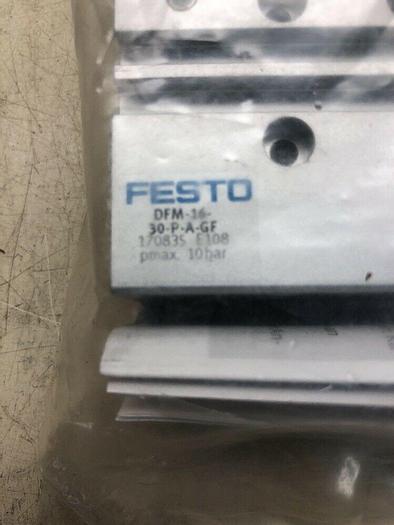 FESTO
DFM-16-
30-P-A-GF
170835 E108
pmax. 10bar